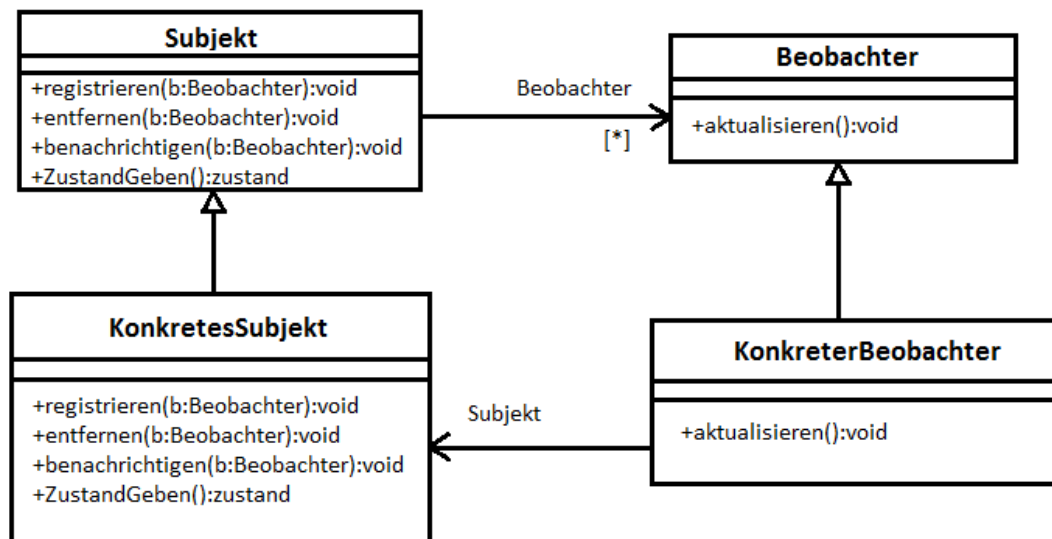 Subjekt
+registrieren(b:Beobachter):void
+entfernen(b:Beobachter):void
+benachrichtigen(b:Beobachter):void
+ZustandGeben():zustand
Beobachter
[*]
Beobachter
+aktualisieren():void
KonkretesSubjekt
+registrieren(b:Beobachter):void
+entfernen(b:Beobachter):void
+benachrichtigen(b:Beobachter):void
+ZustandGeben():zustand
Subjekt
KonkreterBeobachter
+aktualisieren():void